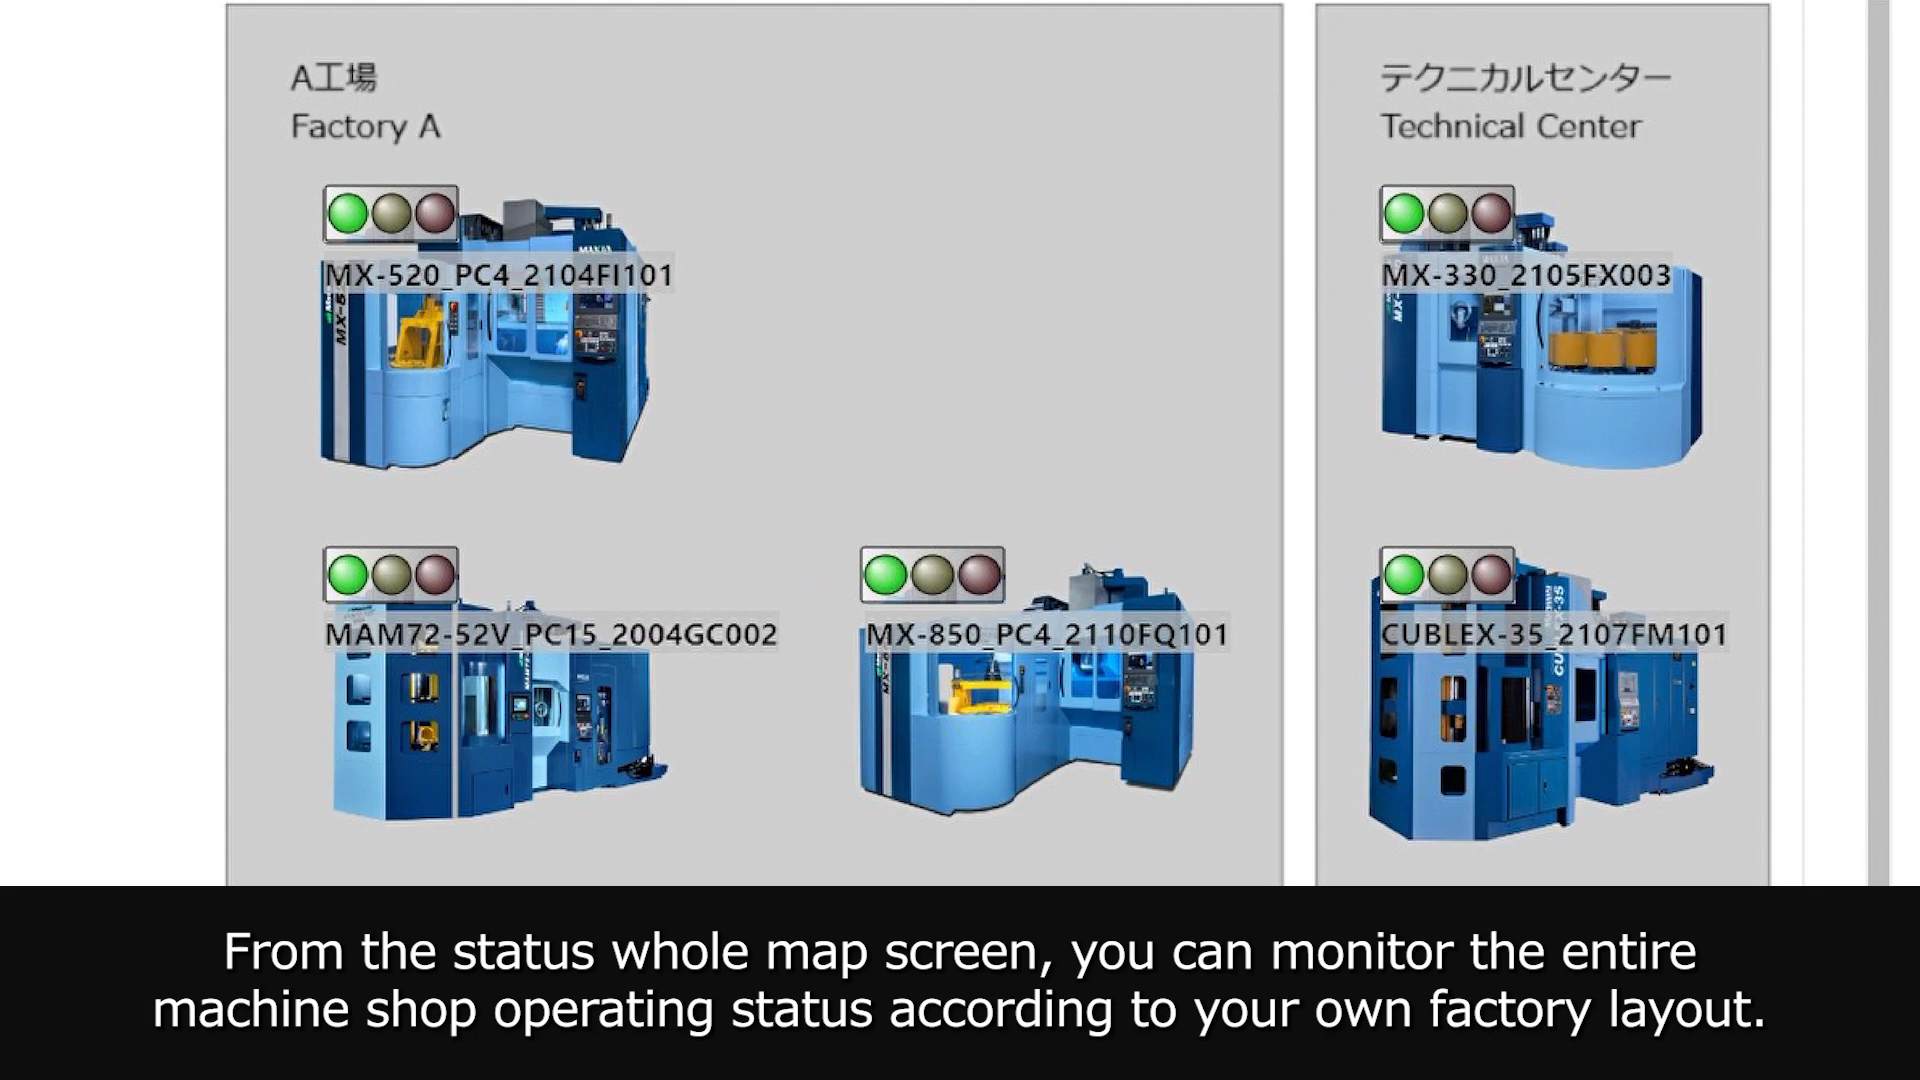 A工場
Factory A
テクニカルセンター
Technical Center
MX-520_PC4_2104FI101
MX-330_2105FX003
MAM72-52V_PC15_2004GC002
MX-850_PC4_2110FQ101
CUBLEX-35_2107FM101
From the status whole map screen, you can monitor the entire
machine shop operating status according to your own factory layout.